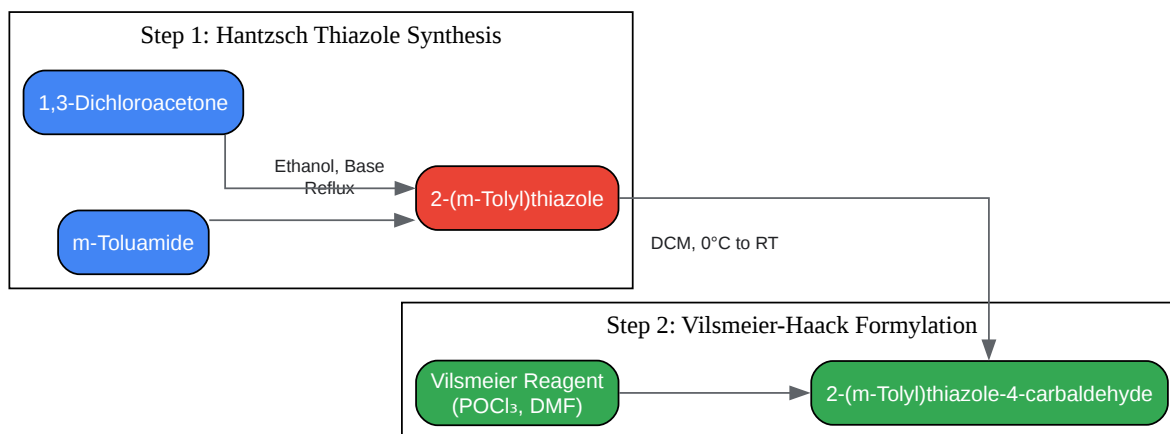 Step 1: Hantzsch Thiazole Synthesis
1,3-Dichloroacetone
Ethanol, Base
Reflux
2-(m-Tolyl)thiazole
m-Toluamide
DCM, 0°C to RT
Step 2: Vilsmeier-Haack Formylation
Vilsmeier Reagent
(POCl₃, DMF)
2-(m-Tolyl)thiazole-4-carbaldehyde